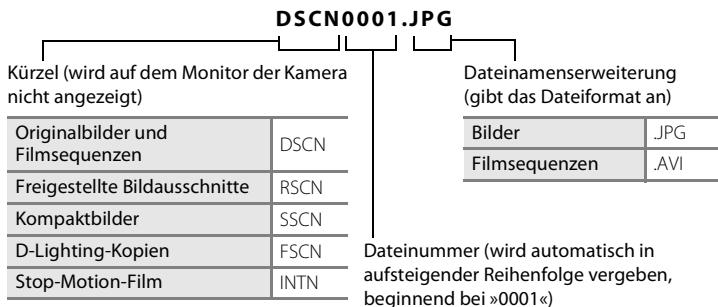 DSCN0001.JPG
Kürzel (wird auf dem Monitor der Kamera
nicht angezeigt)
Originalbilder und
Filmsequenzen DSCN
Freigestellte Bildausschnitte RSCN
Kompaktbilder SSCN
D-Lighting-Kopien FSCN
Stop-Motion-Film INTN
Dateinamenserweiterung
(gibt das Dateiformat an)
Bilder .JPG
Filmsequenzen .AVI
Dateinummer (wird automatisch in
aufsteigender Reihenfolge vergeben,
beginnend bei »0001«)